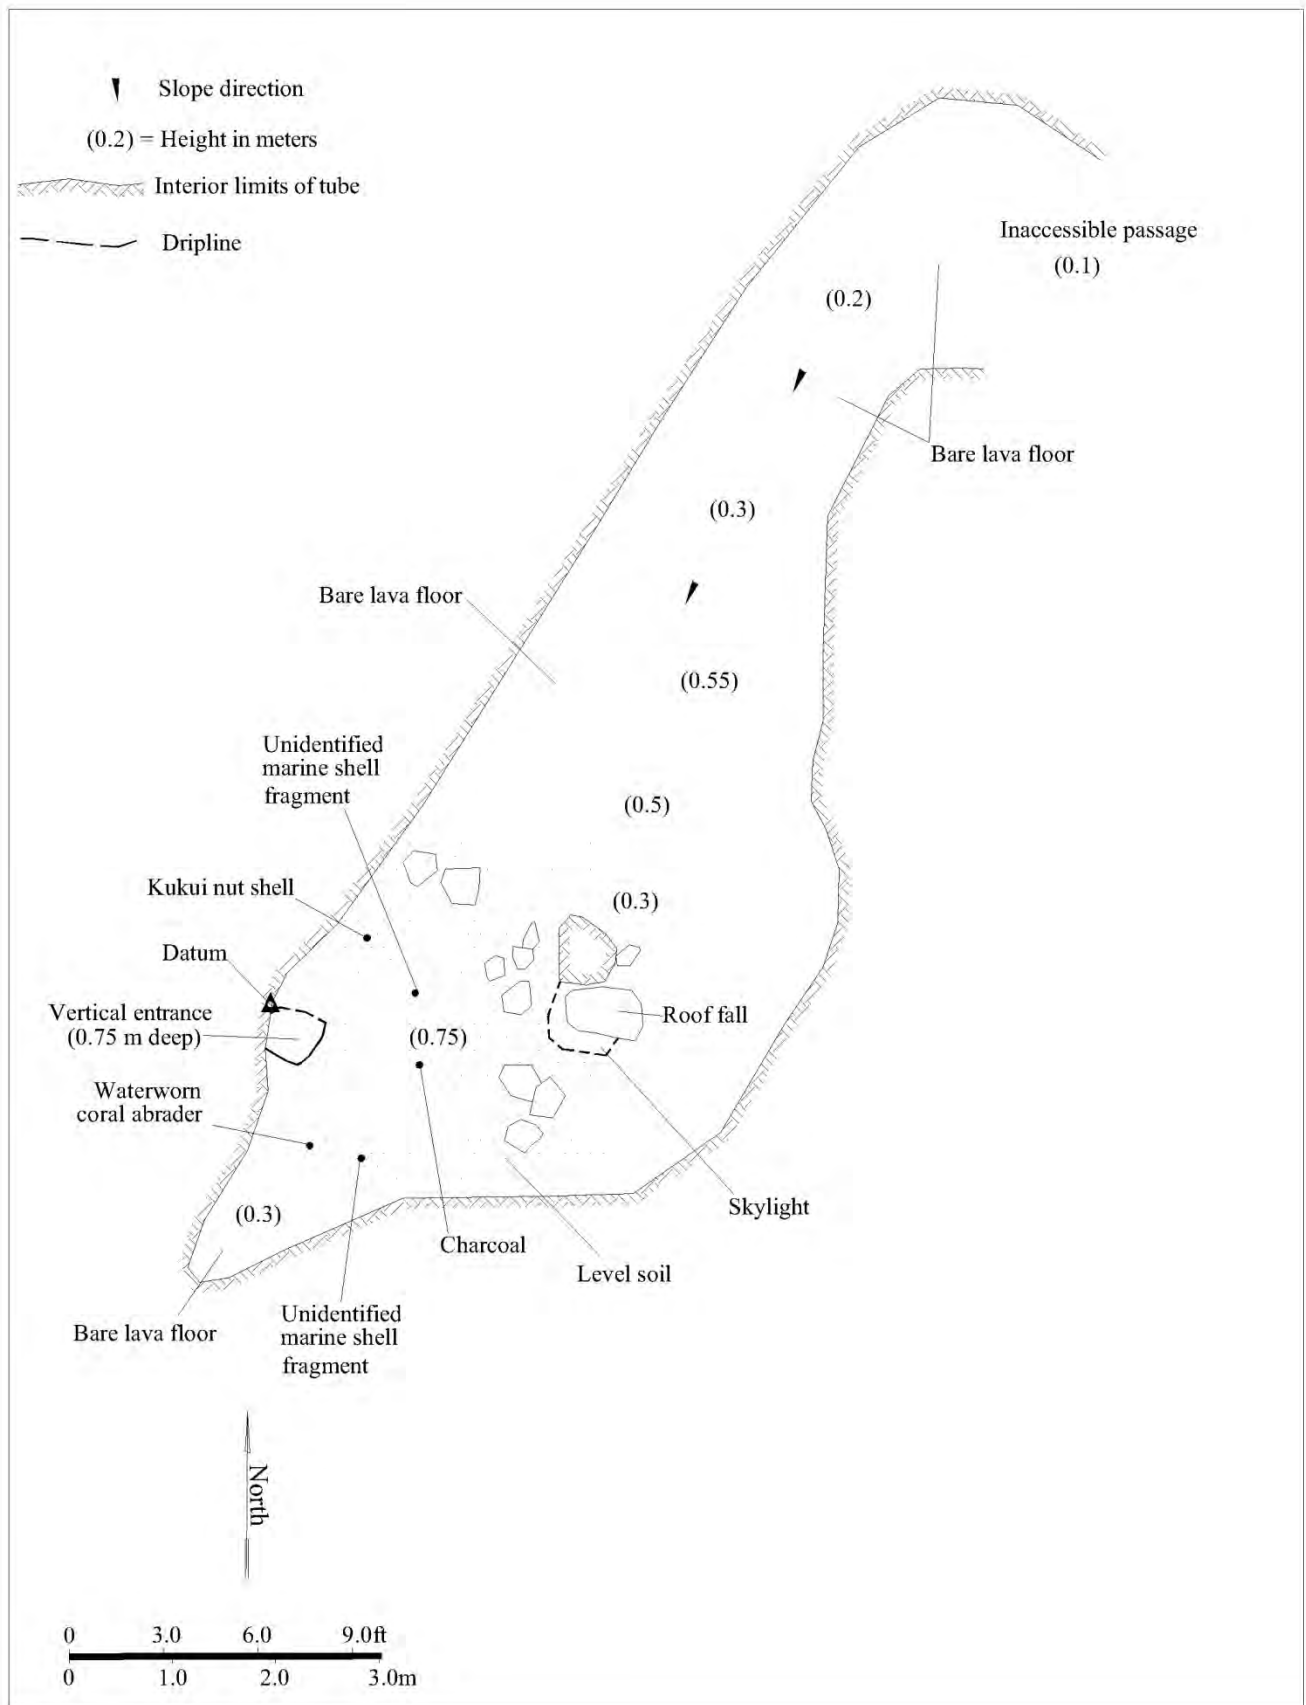 Slope direction
(0.2) = Height in meters
Interior limits of tube
Dripline
Inaccessible passage
(0.1)
(0.2)
Bare lava floor
(0.3)
Bare lava floor
(0.55)
Unidentified
marine shell
fragment
(0.5)
Kukui nut shell
(0.3)
Datum
Vertical entrance
(0.75 m deep)
(0.75)
Roof fall
Waterworn
coral abrader
(0.3)
Skylight
Charcoal
Level soil
Bare lava floor
Unidentified
marine shell
fragment
North
0 3.0 6.0 9.0ft
0 1.0 2.0 3.0m